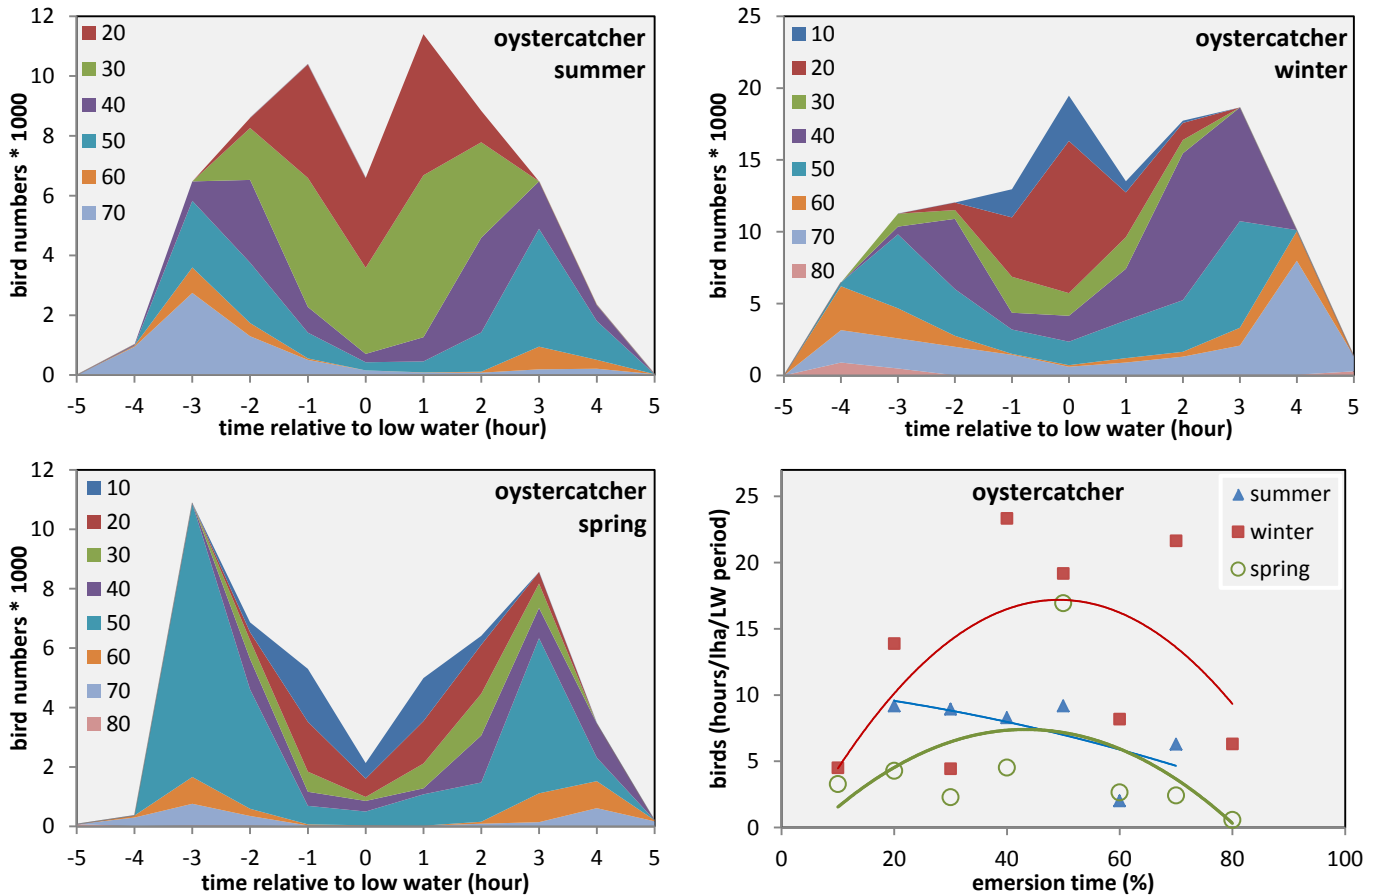 oystercatcher
summer
bird numbers * 1000
12
10
8
6
4
2
0
20
30
40
50
60
70
-5 -4 -3 -2 -1 0 1 2 3 4 5
time relative to low water (hour)
oystercatcher
winter
bird numbers * 1000
25
20
15
10
5
0
10
20
30
40
50
60
70
80
-5 -4 -3 -2 -1 0 1 2 3 4 5
time relative to low water (hour)
oystercatcher
spring
bird numbers * 1000
12
10
8
6
4
2
0
10
20
30
40
50
60
70
80
-5 -4 -3 -2 -1 0 1 2 3 4 5
time relative to low water (hour)
oystercatcher
birds (hours/lha/LW period)
25
20
15
10
5
0
summer
winter
spring
0 20 40 60 80 100
emersion time (%)